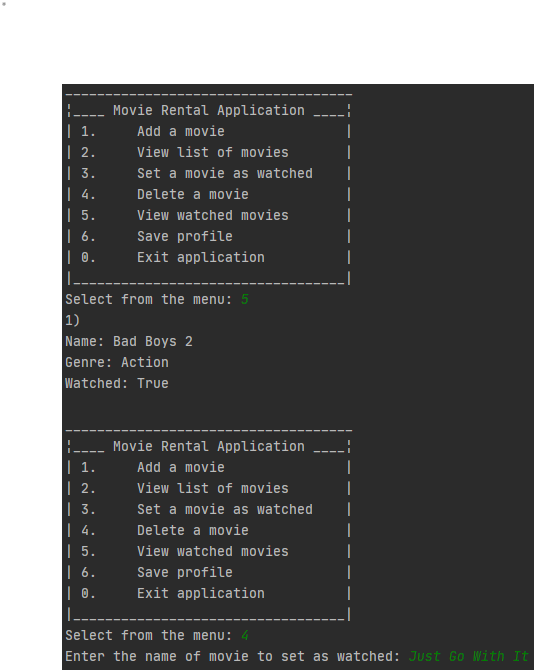 ____________________________________
¦____ Movie Rental Application ____¦
| 1.     Add a movie               |
| 2.     View list of movies       |
| 3.     Set a movie as watched    |
| 4.     Delete a movie            |
| 5.     View watched movies       |
| 6.     Save profile              |
| 0.     Exit application          |
|__________________________________|
Select from the menu: 5
1)
Name: Bad Boys 2
Genre: Action
Watched: True
____________________________________
¦____ Movie Rental Application ____¦
| 1.     Add a movie               |
| 2.     View list of movies       |
| 3.     Set a movie as watched    |
| 4.     Delete a movie            |
| 5.     View watched movies       |
| 6.     Save profile              |
| 0.     Exit application          |
|__________________________________|
Select from the menu: 4
Enter the name of movie to set as watched: Just Go With It